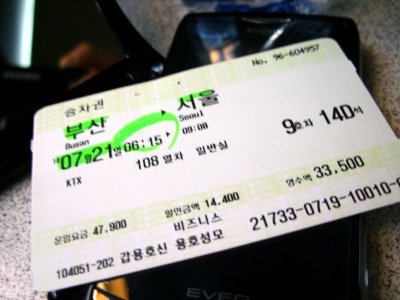 No. 96-604957
승차권
부산 ▶ 서울
Busan Seoul
07월21일 06:15 ▶ 09:08 9호차 14D석
KTX 108 열차 일반실
운임요금 47,900 할인금액 14,400 영수액 33,500
비즈니스 21733-0719-10010-0
104051-202 갑용호신 용호성모
EVER